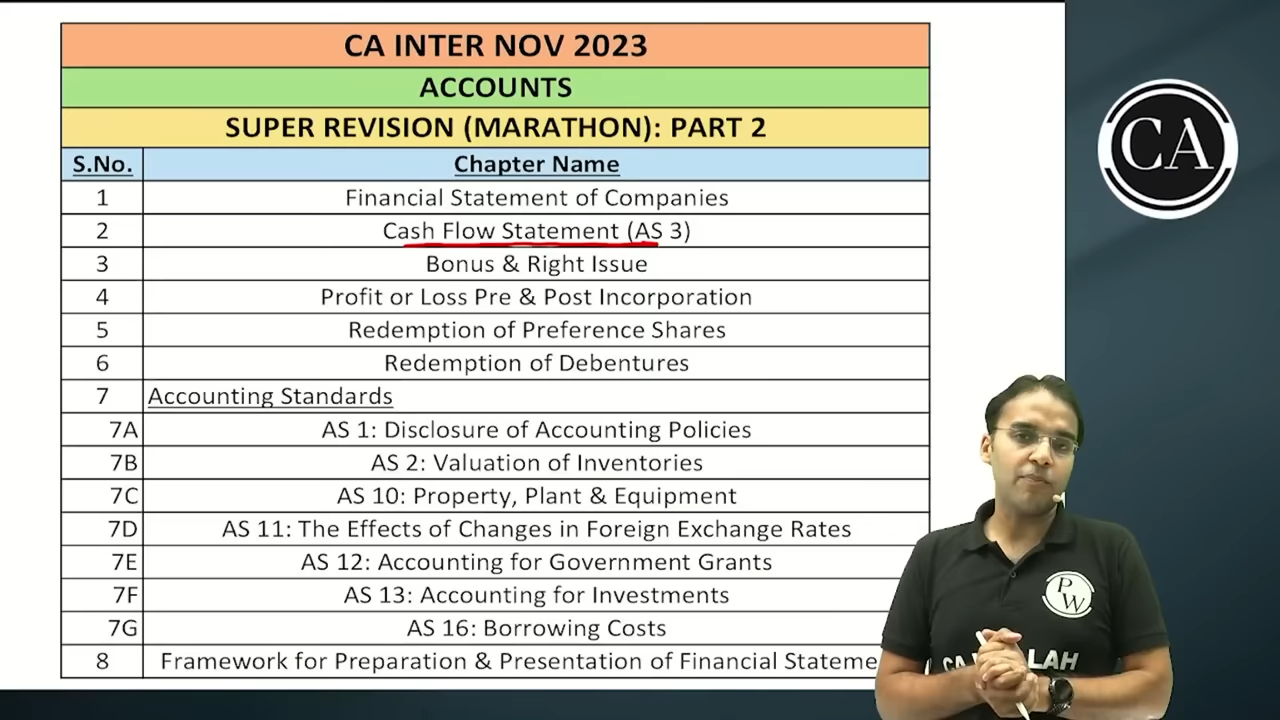 CA INTER NOV 2023
ACCOUNTS
SUPER REVISION (MARATHON): PART 2
S.No. Chapter Name
1 Financial Statement of Companies
2 Cash Flow Statement (AS 3)
3 Bonus & Right Issue
4 Profit or Loss Pre & Post Incorporation
5 Redemption of Preference Shares
6 Redemption of Debentures
7 Accounting Standards
7A AS 1: Disclosure of Accounting Policies
7B AS 2: Valuation of Inventories
7C AS 10: Property, Plant & Equipment
7D AS 11: The Effects of Changes in Foreign Exchange Rates
7E AS 12: Accounting for Government Grants
7F AS 13: Accounting for Investments
7G AS 16: Borrowing Costs
8 Framework for Preparation & Presentation of Financial Stateme
CA
P
W
CA LAH